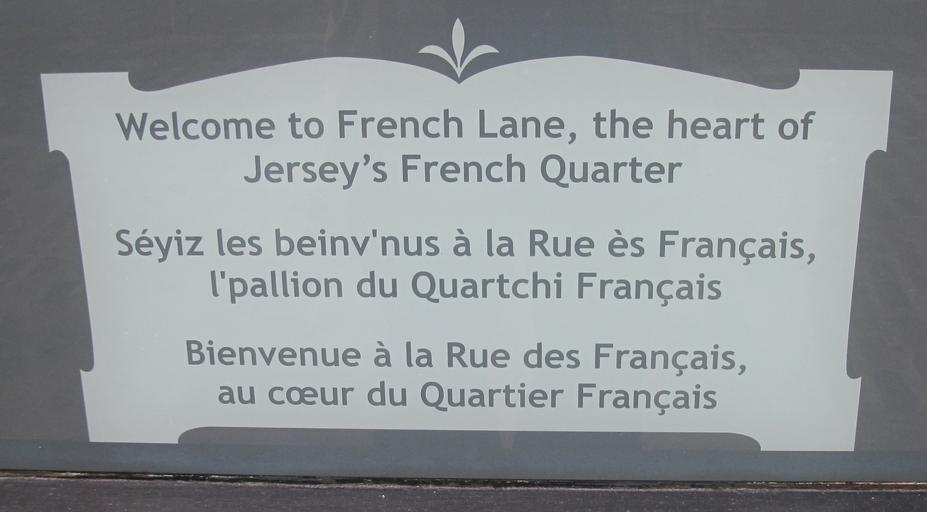 Welcome to French Lane, the heart of
Jersey’s French Quarter
Séyiz les beinv'nus à la Rue ès Français,
l'pallion du Quartchi Français
Bienvenue à la Rue des Français,
au cœur du Quartier Français